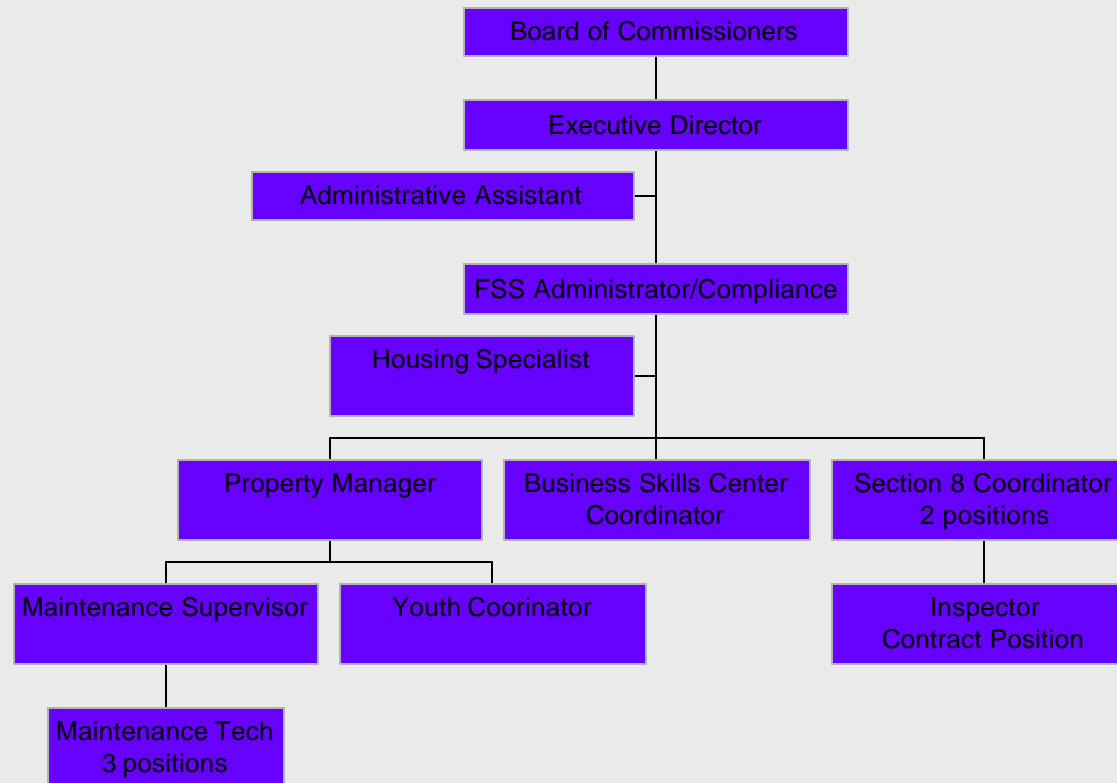 Board of Commissioners
Executive Director
Administrative Assistant
FSS Administrator/Compliance
Housing Specialist
Property Manager
Business Skills Center
Coordinator
Section 8 Coordinator
2 positions
Maintenance Supervisor
Youth Coorinator
Inspector
Contract Position
Maintenance Tech
3 positions